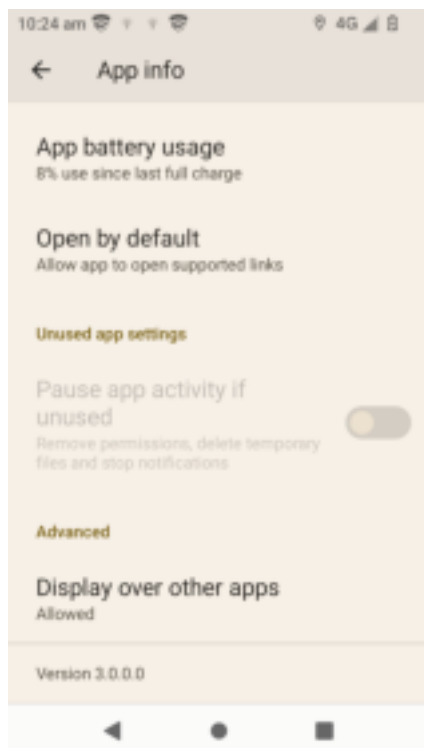 10:24 am 4G
App info
App battery usage
8% use since last full charge
Open by default
Allow app to open supported links
Unused app settings
Pause app activity if
unused
Remove permissions, delete temporary
files and stop notifications
Advanced
Display over other apps
Allowed
Version 3.0.0.0